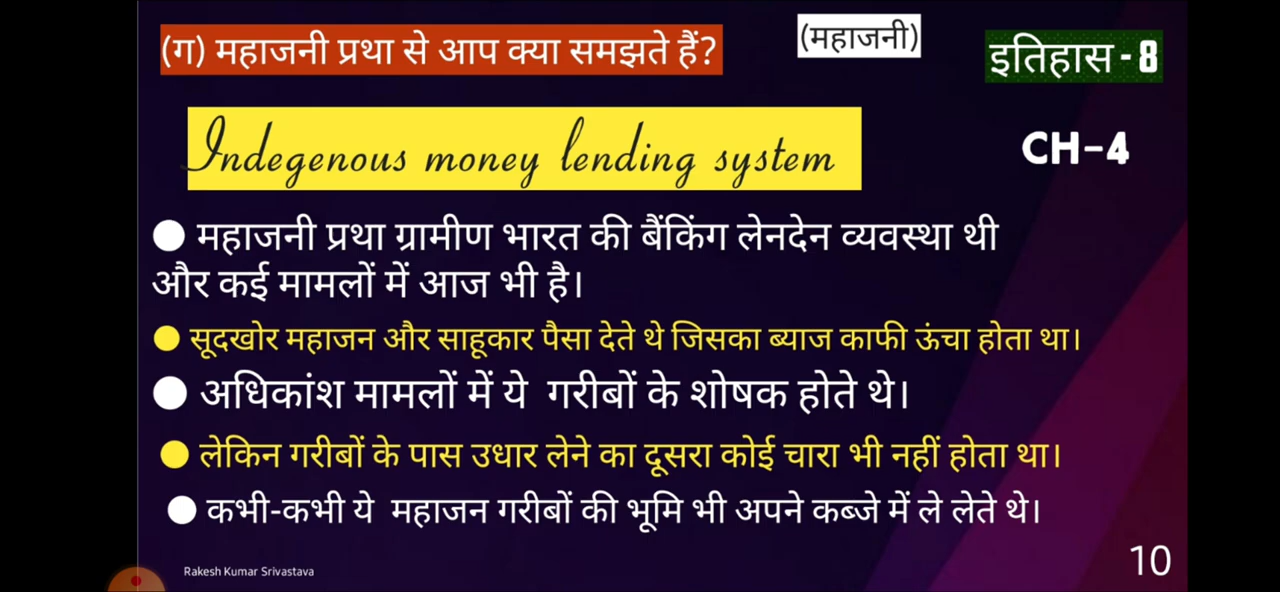 (ग) महाजनी प्रथा से आप क्या समझते हैं?
(महाजनी)
इतिहास - 8
Indegenous money lending system
CH-4
● महाजनी प्रथा ग्रामीण भारत की बैंकिंग लेनदेन व्यवस्था थी
और कई मामलों में आज भी है।
● सूदखोर महाजन और साहूकार पैसा देते थे जिसका ब्याज काफी ऊंचा होता था।
● अधिकांश मामलों में ये गरीबों के शोषक होते थे।
● लेकिन गरीबों के पास उधार लेने का दूसरा कोई चारा भी नहीं होता था।
● कभी-कभी ये महाजन गरीबों की भूमि भी अपने कब्जे में ले लेते थे।
Rakesh Kumar Srivastava
10